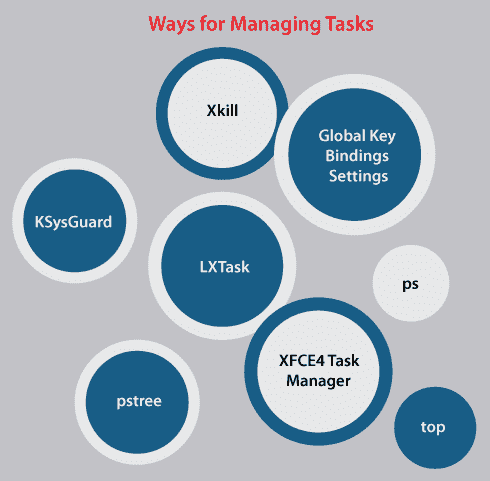 Ways for Managing Tasks
Xkill
Global Key
Bindings
Settings
KSysGuard
LXTask
ps
XFCE4 Task
Manager
pstree
top